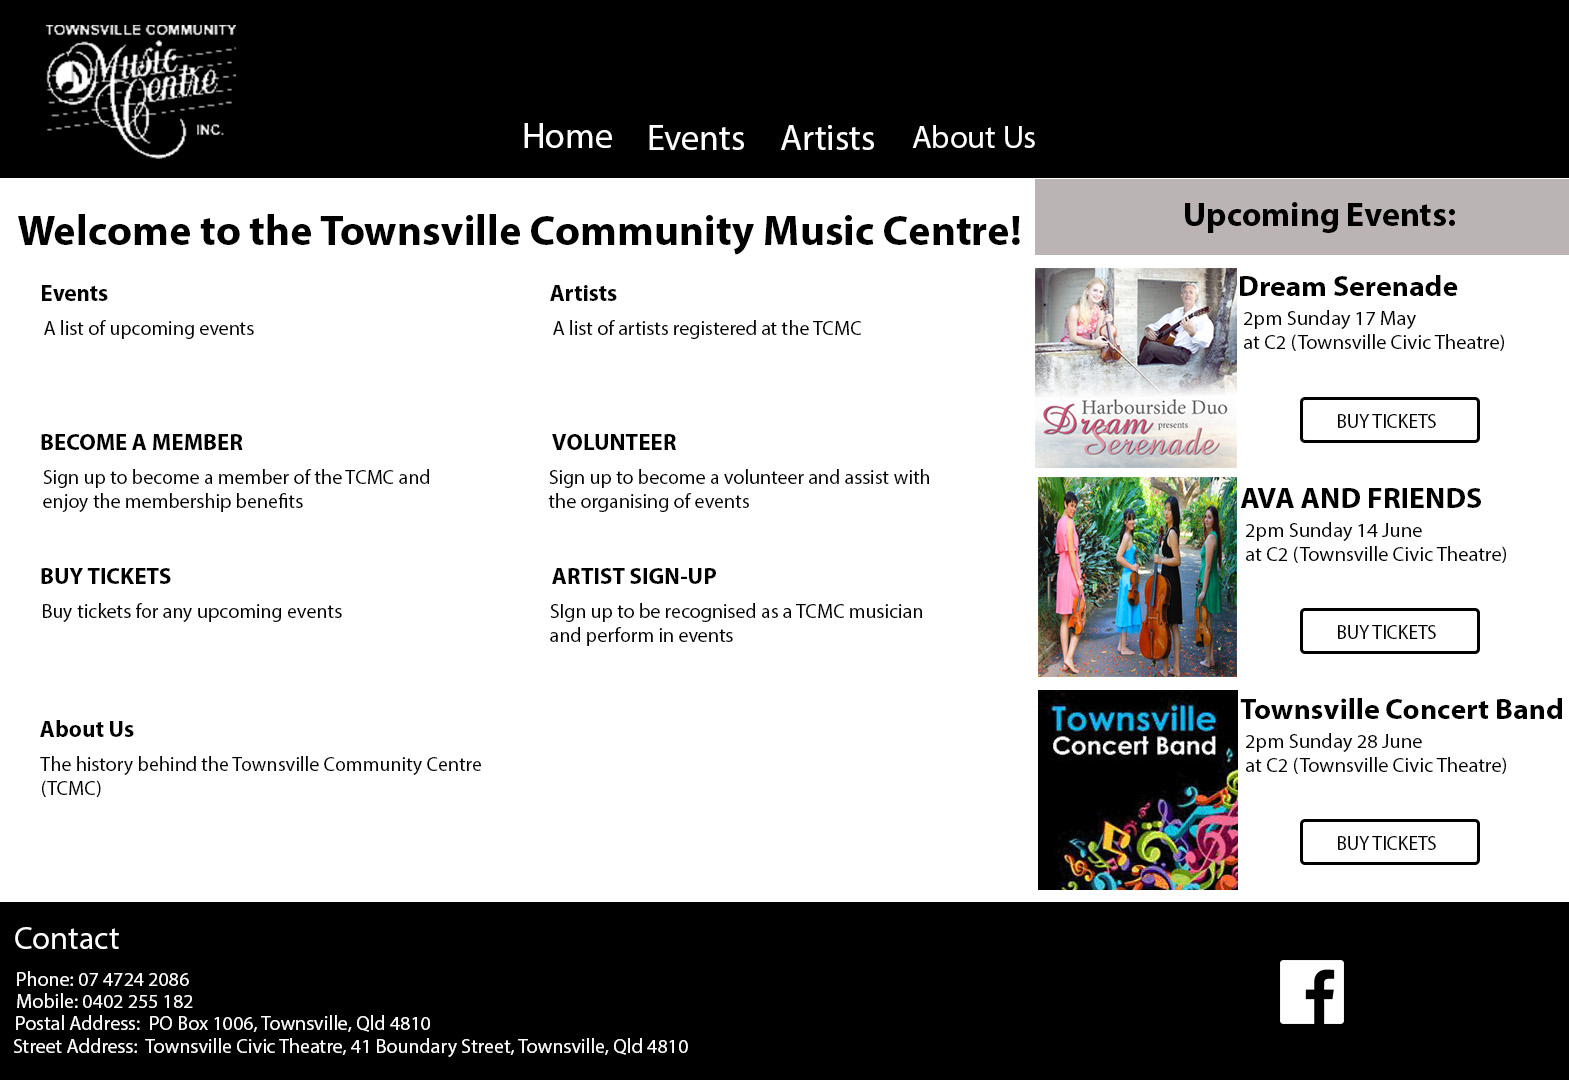 TOWNSVILLE COMMUNITY
Music
Centre
INC.
Home Events Artists About Us
Welcome to the Townsville Community Music Centre!
Events
A list of upcoming events
Artists
A list of artists registered at the TCMC
BECOME A MEMBER
Sign up to become a member of the TCMC and
enjoy the membership benefits
VOLUNTEER
Sign up to become a volunteer and assist with
the organising of events
BUY TICKETS
Buy tickets for any upcoming events
ARTIST SIGN-UP
SIgn up to be recognised as a TCMC musician
and perform in events
About Us
The history behind the Townsville Community Centre
(TCMC)
Upcoming Events:
Harbourside Duo
presents
Dream
Serenade
Dream Serenade
2pm Sunday 17 May
at C2 (Townsville Civic Theatre)
BUY TICKETS
AVA AND FRIENDS
2pm Sunday 14 June
at C2 (Townsville Civic Theatre)
BUY TICKETS
Townsville
Concert Band
Townsville Concert Band
2pm Sunday 28 June
at C2 (Townsville Civic Theatre)
BUY TICKETS
Contact
Phone: 07 4724 2086
Mobile: 0402 255 182
Postal Address: PO Box 1006, Townsville, Qld 4810
Street Address: Townsville Civic Theatre, 41 Boundary Street, Townsville, Qld 4810
f